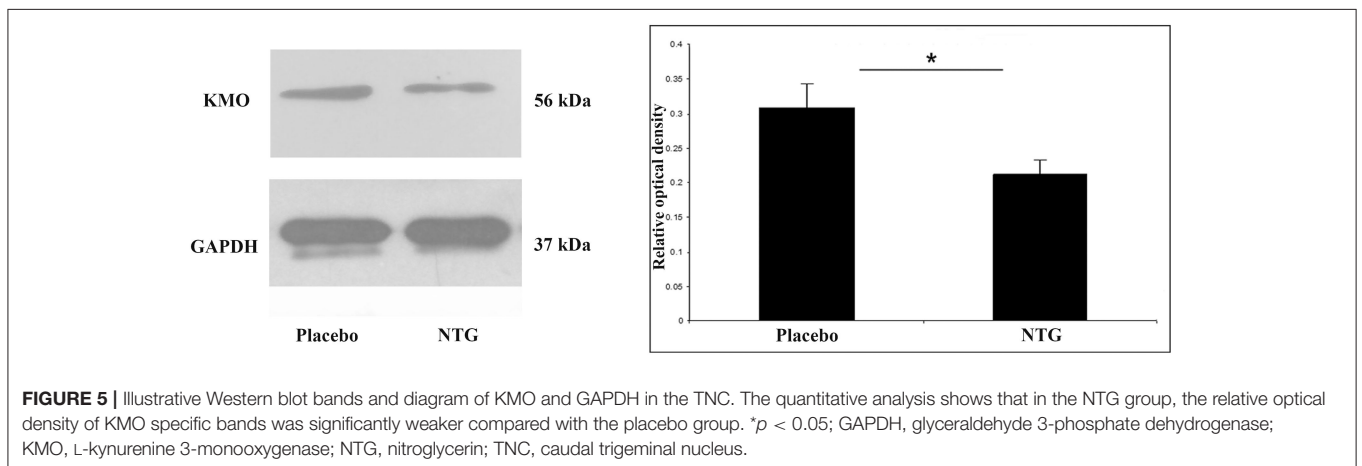 KMO
56 kDa
GAPDH
37 kDa
Placebo NTG
Relative optical density
0.4
0.35
0.3
0.25
0.2
0.15
0.1
0.05
0
*
Placebo NTG
FIGURE 5 | Illustrative Western blot bands and diagram of KMO and GAPDH in the TNC. The quantitative analysis shows that in the NTG group, the relative optical
density of KMO specific bands was significantly weaker compared with the placebo group. *p < 0.05; GAPDH, glyceraldehyde 3-phosphate dehydrogenase;
KMO, L-kynurenine 3-monooxygenase; NTG, nitroglycerin; TNC, caudal trigeminal nucleus.